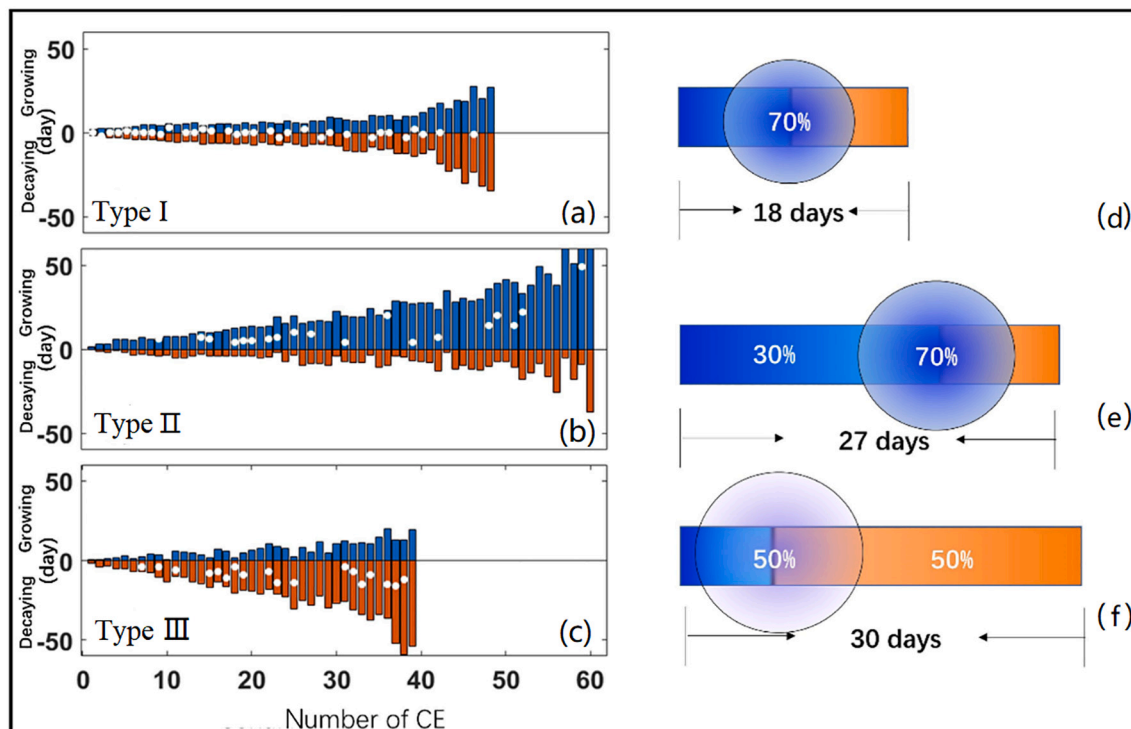 50
0
-50
Decaying Growing
(day)
Type I
(a)
50
0
-50
Decaying Growing
(day)
Type Ⅱ
(b)
50
0
-50
Decaying Growing
(day)
Type Ⅲ
(c)
0 10 20 30 40 50 60
Number of CE
70%
18 days
(d)
30% 70%
27 days
(e)
50% 50%
30 days
(f)